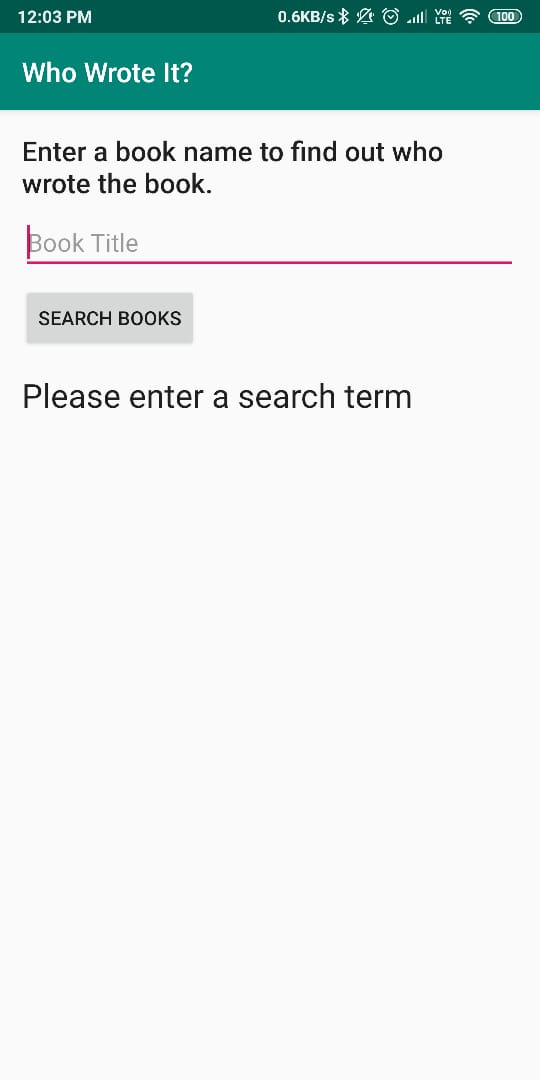 12:03 PM 0.6KB/s Vo) LTE 100
Who Wrote It?
Enter a book name to find out who
wrote the book.
Book Title
SEARCH BOOKS
Please enter a search term